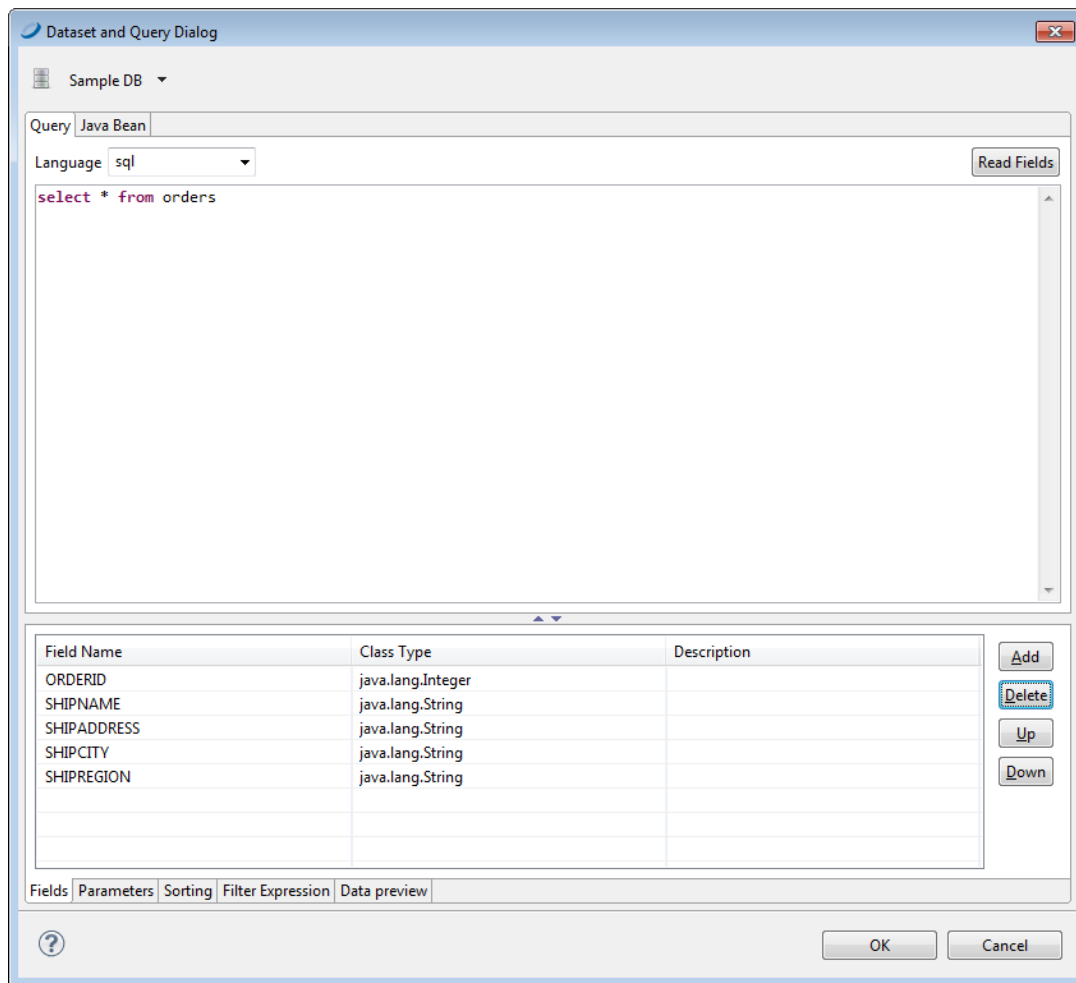 Dataset and Query Dialog
Sample DB
Query Java Bean
Language sql Read Fields
select * from orders
Field Name Class Type Description
ORDERID java.lang.Integer
SHIPNAME java.lang.String
SHIPADDRESS java.lang.String
SHIPCITY java.lang.String
SHIPREGION java.lang.String
Add
Delete
Up
Down
Fields Parameters Sorting Filter Expression Data preview
? OK Cancel